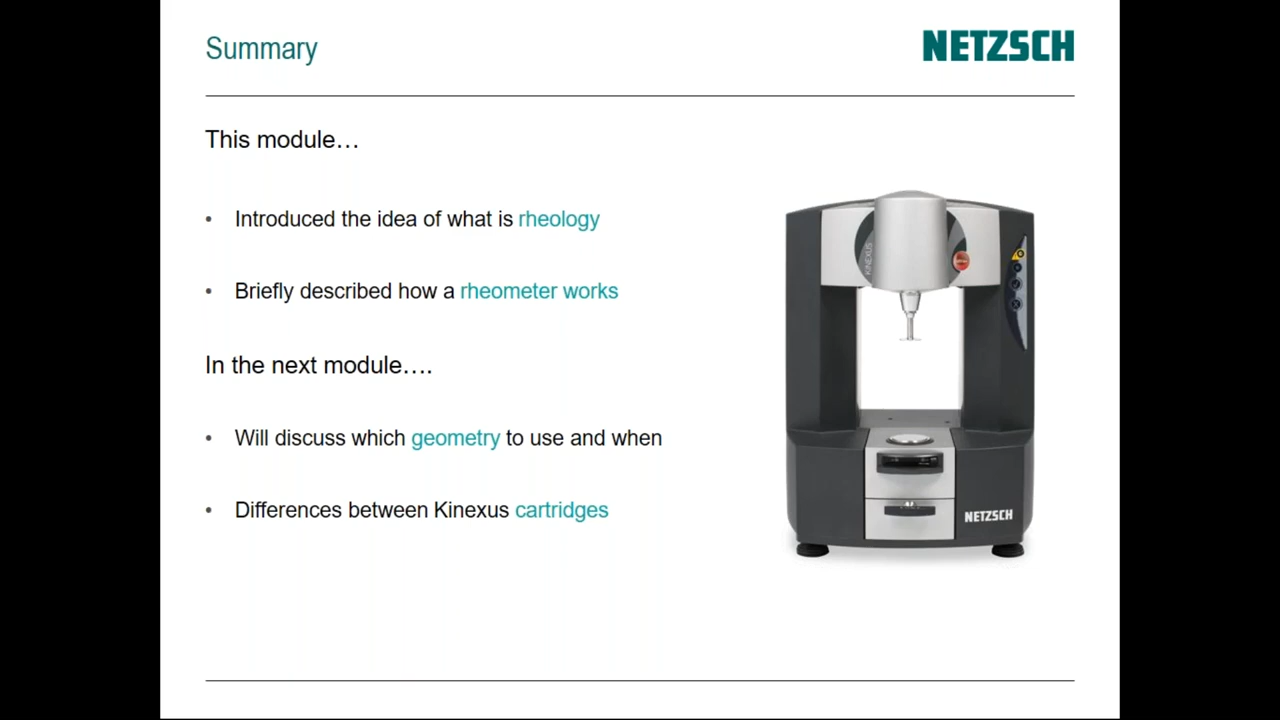 Summary
NETZSCH
This module…
• Introduced the idea of what is rheology
• Briefly described how a rheometer works
In the next module….
• Will discuss which geometry to use and when
• Differences between Kinexus cartridges
KINEXUS
NETZSCH